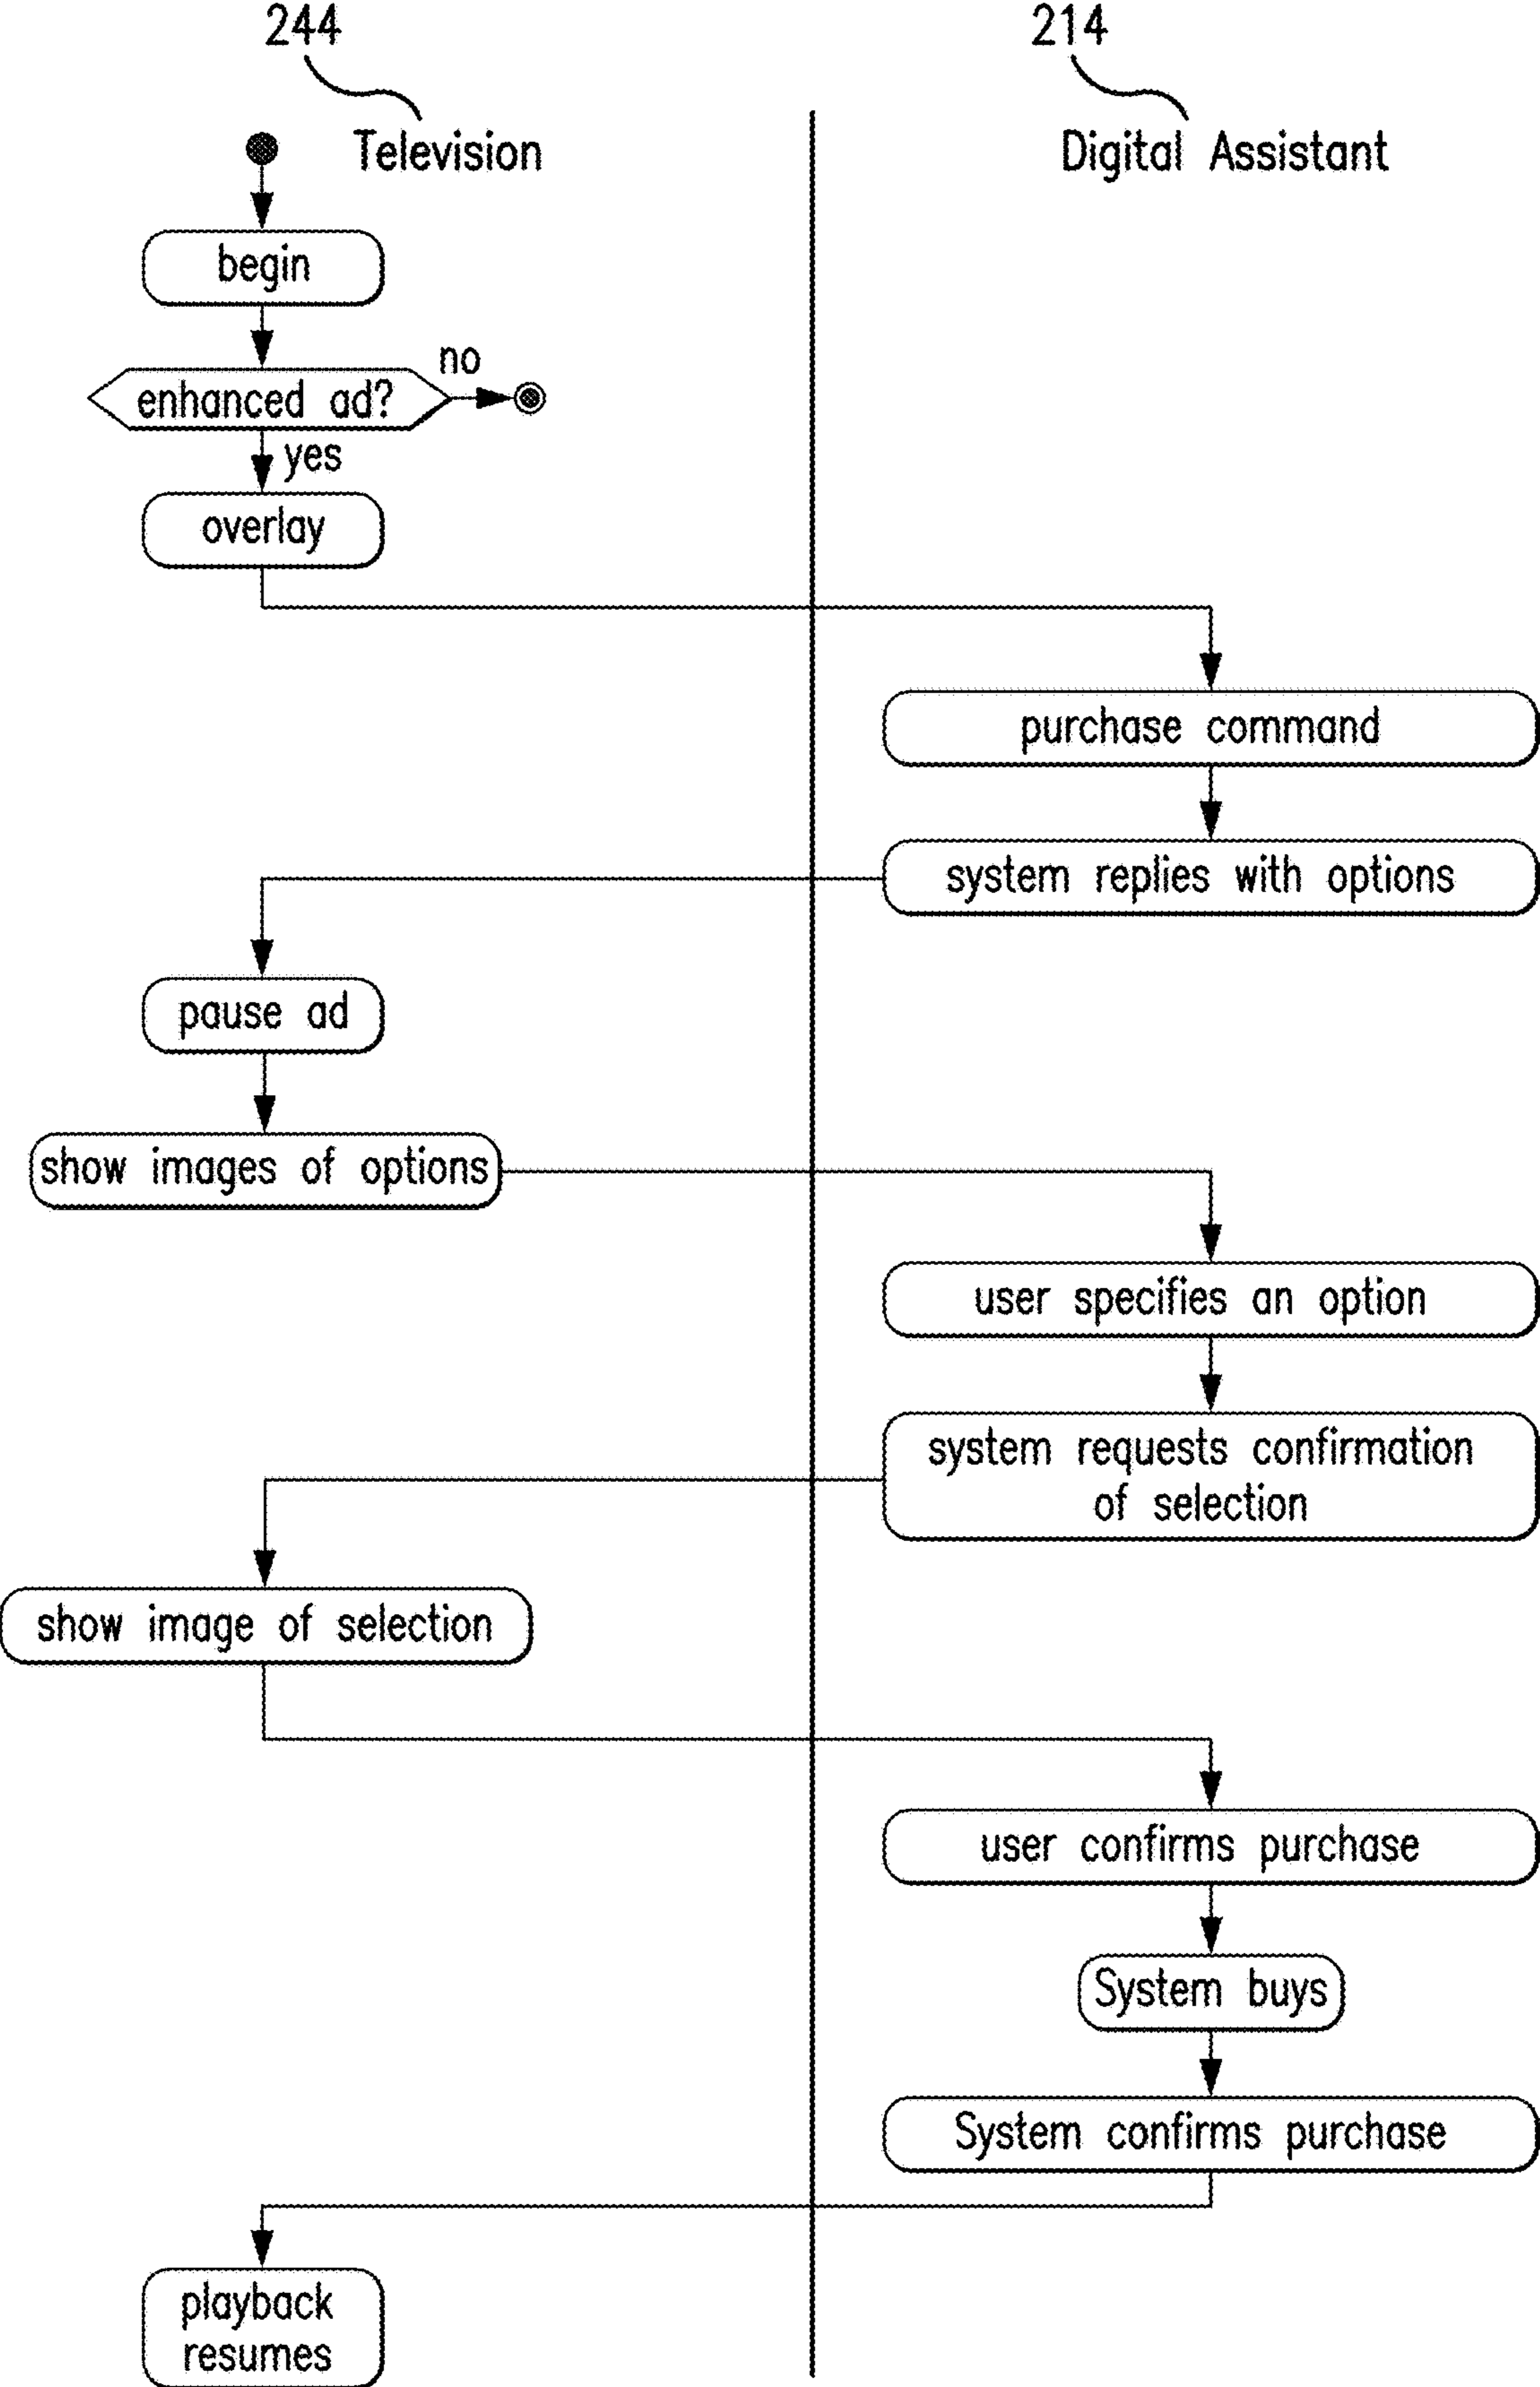 244
214
Television
Digital Assistant
begin
enhanced ad?
no
yes
overlay
purchase command
system replies with options
pause ad
show images of options
user specifies an option
system requests confirmation
of selection
show image of selection
user confirms purchase
System buys
System confirms purchase
playback
resumes